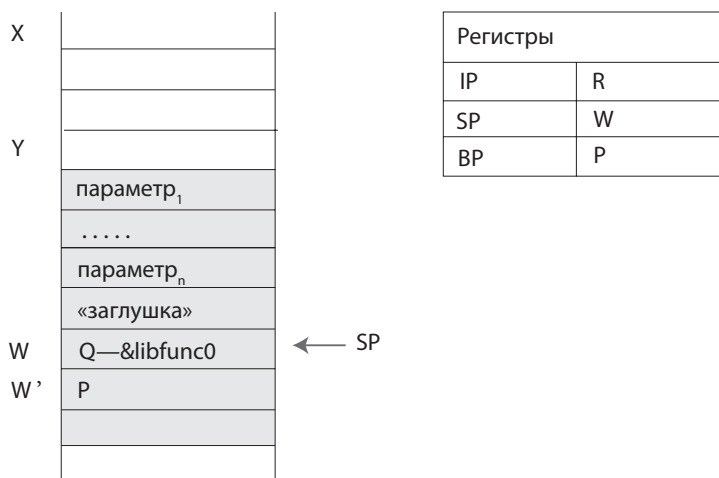 X
Y
параметр₁
.....
параметрₙ
«заглушка»
W Q—&libfunc0 SP
W’ P
Регистры
IP R
SP W
BP P